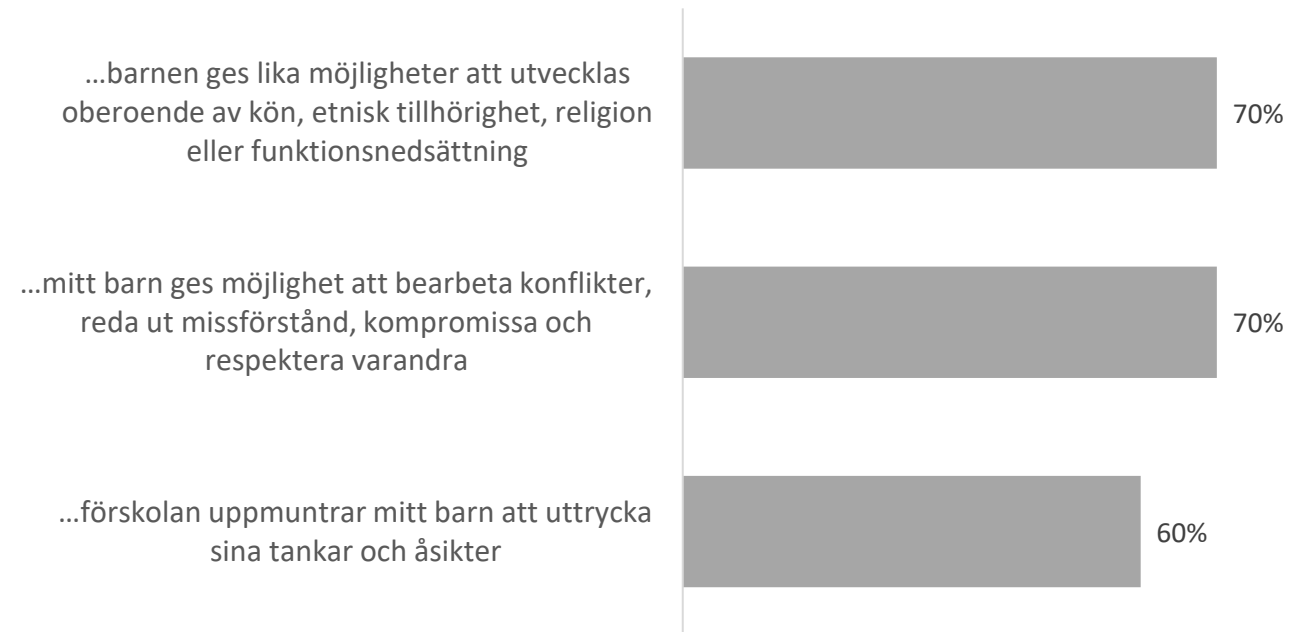 …barnen ges lika möjligheter att utvecklas
oberoende av kön, etnisk tillhörighet, religion
eller funktionsnedsättning
70%
…mitt barn ges möjlighet att bearbeta konflikter,
reda ut missförstånd, kompromissa och
respektera varandra
70%
…förskolan uppmuntrar mitt barn att uttrycka
sina tankar och åsikter
60%